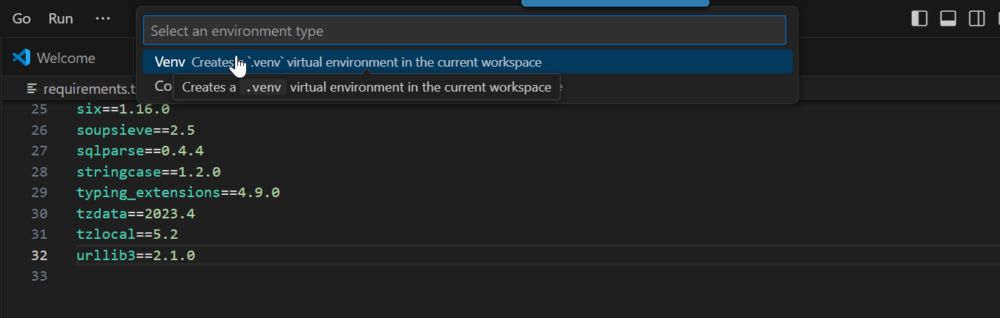 Go Run ...
Select an environment type
Welcome
Venv Creates `.venv` virtual environment in the current workspace
requirements.t
Co
Creates a .venv virtual environment in the current workspace
25 six==1.16.0
26 soupsieve==2.5
27 sqlparse==0.4.4
28 stringcase==1.2.0
29 typing_extensions==4.9.0
30 tzdata==2023.4
31 tzlocal==5.2
32 urllib3==2.1.0
33